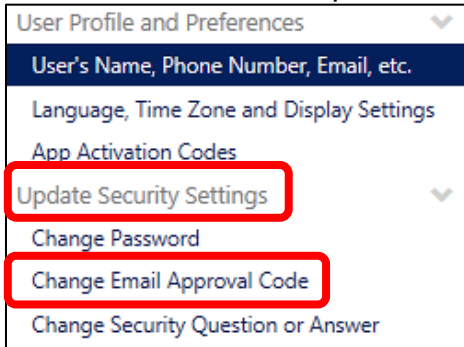 User Profile and Preferences
User's Name, Phone Number, Email, etc.
Language, Time Zone and Display Settings
App Activation Codes
Update Security Settings
Change Password
Change Email Approval Code
Change Security Question or Answer